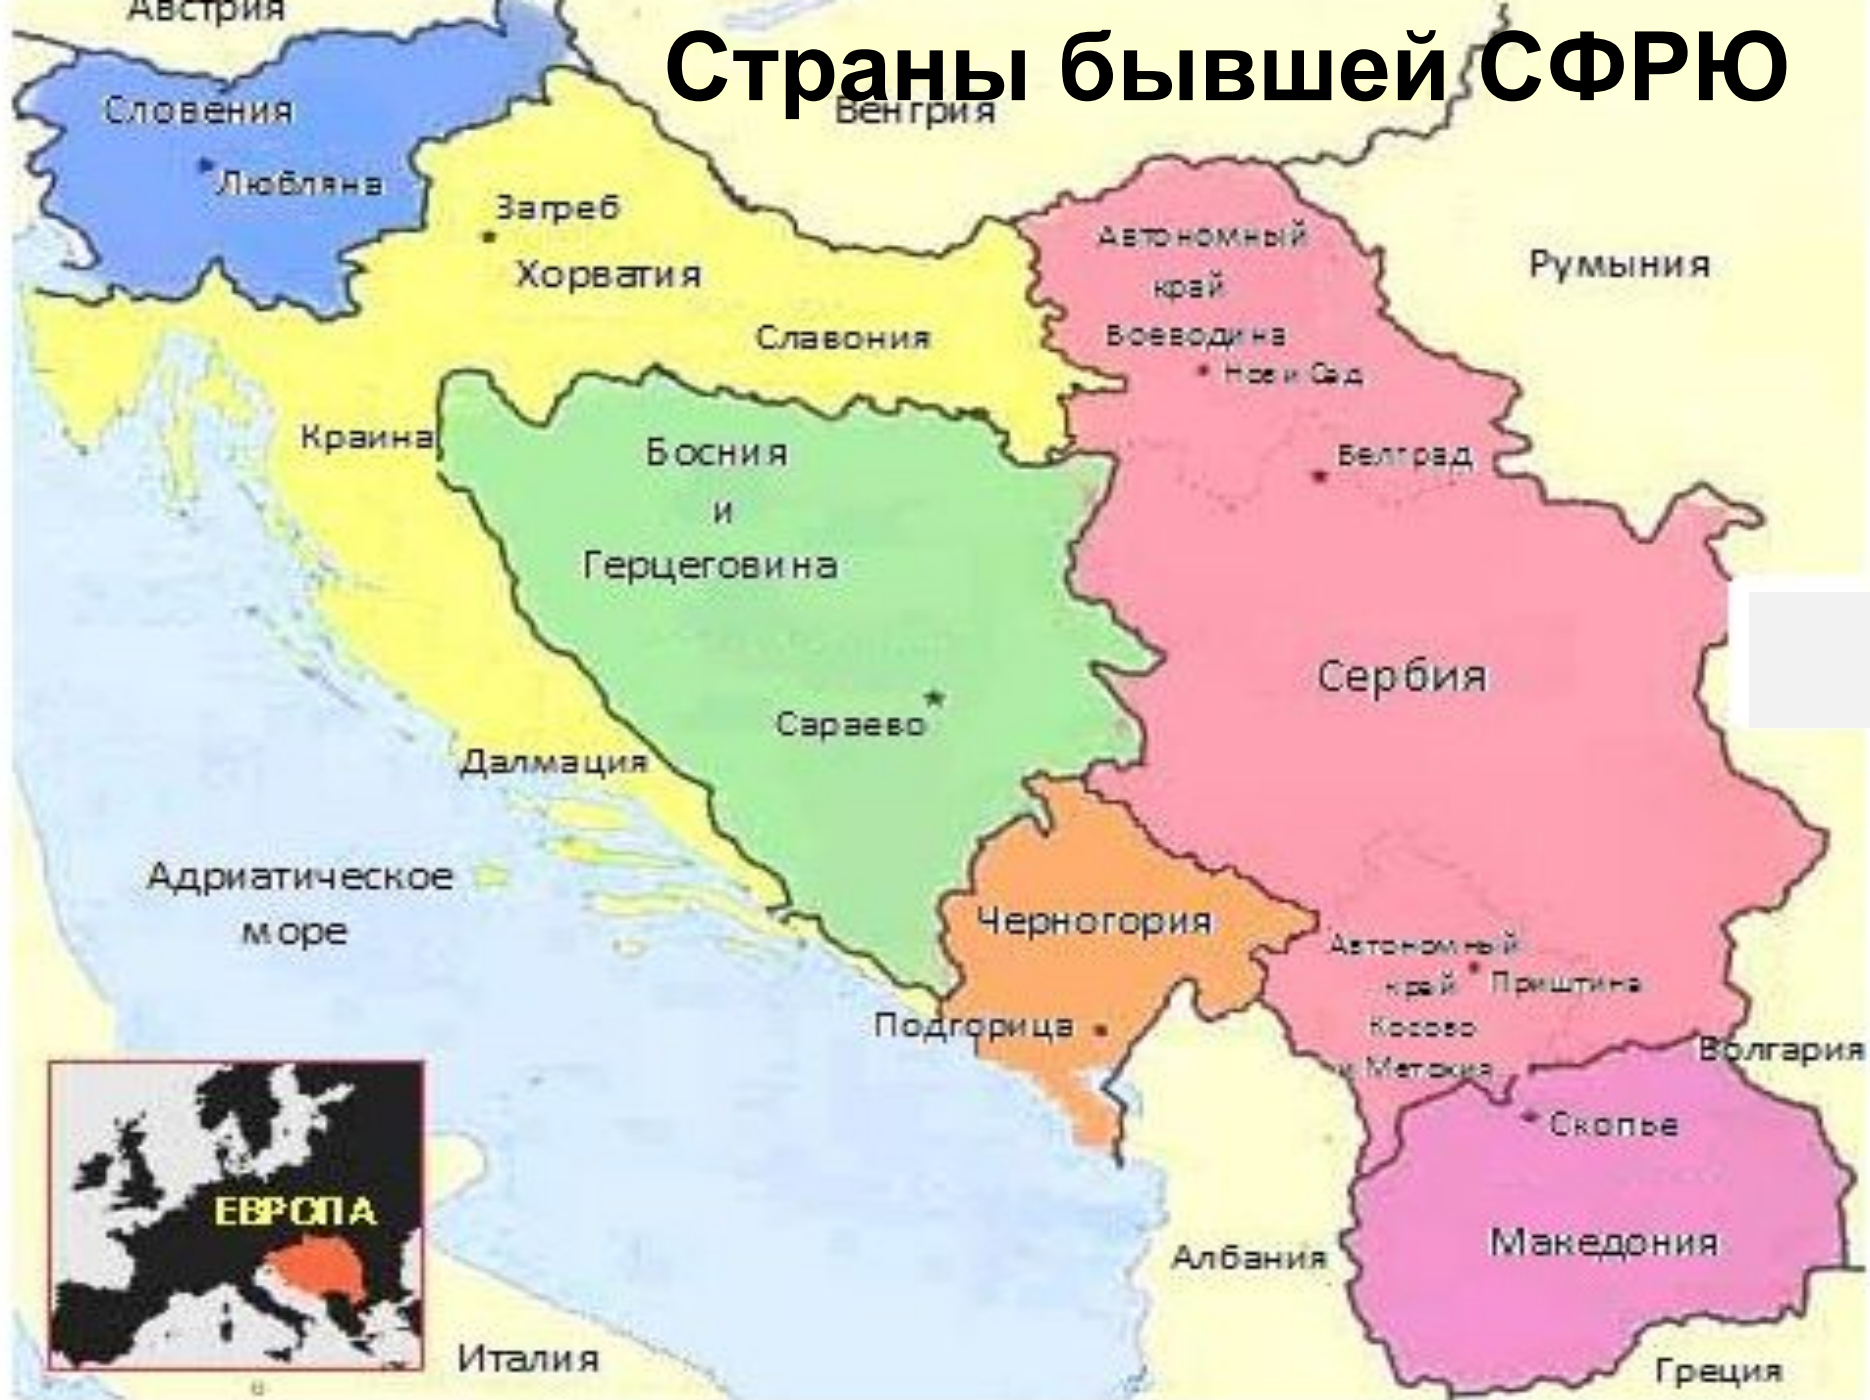 Австрия
Страны бывшей СФРЮ
Венгрия
Словения
Любляна
Загреб
Хорватия
Славония
Автономный
край
Воеводина
Нови Сад
Румыния
Краина
Белград
Босния
и
Герцеговина
Сараево
Сербия
Далмация
Адриатическое
море
Черногория
Подгорица
Автономный
край
Приштина
Косово
и Метохия
Болгария
Скопье
Македония
Албания
ЕВРОПА
Италия
Греция